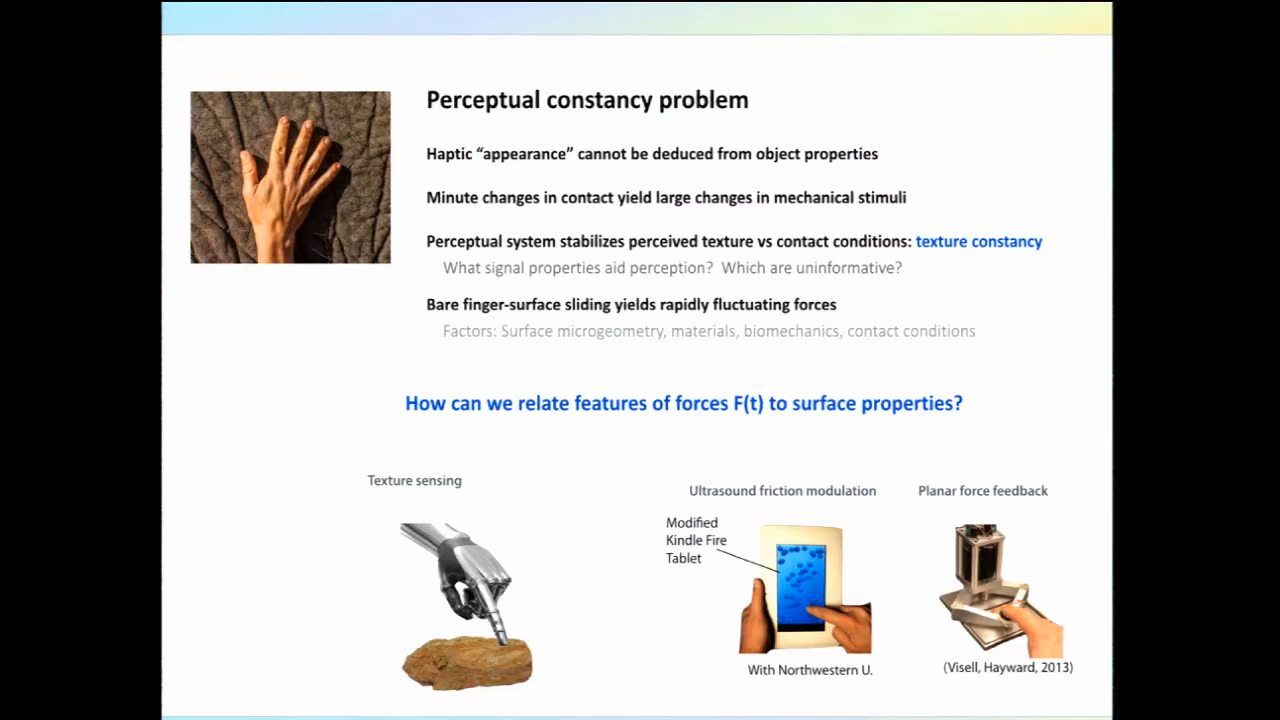 Perceptual constancy problem
Haptic “appearance” cannot be deduced from object properties
Minute changes in contact yield large changes in mechanical stimuli
Perceptual system stabilizes perceived texture vs contact conditions: texture constancy
What signal properties aid perception?  Which are uninformative?
Bare finger-surface sliding yields rapidly fluctuating forces
Factors: Surface microgeometry, materials, biomechanics, contact conditions
How can we relate features of forces F(t) to surface properties?
Texture sensing
Ultrasound friction modulation
Modified
Kindle Fire
Tablet
With Northwestern U.
Planar force feedback
(Visell, Hayward, 2013)